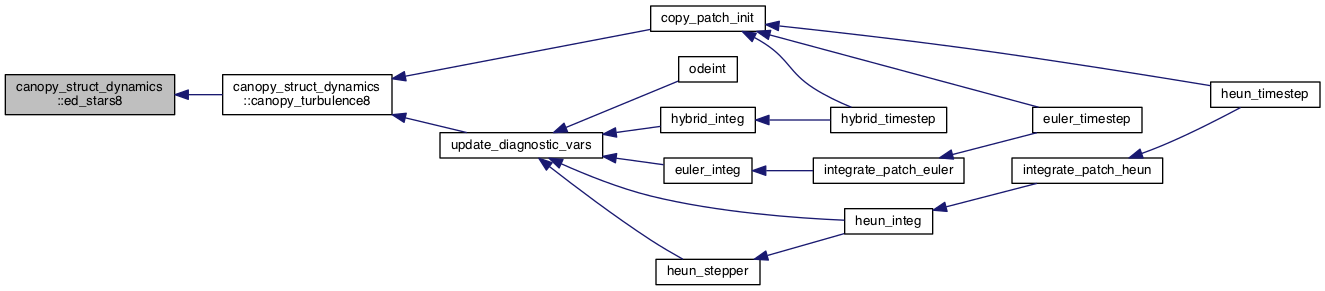 canopy_struct_dynamics
::ed_stars8
canopy_struct_dynamics
::canopy_turbulence8
copy_patch_init
update_diagnostic_vars
odeint
hybrid_integ
euler_integ
heun_stepper
hybrid_timestep
integrate_patch_euler
heun_integ
euler_timestep
integrate_patch_heun
heun_timestep